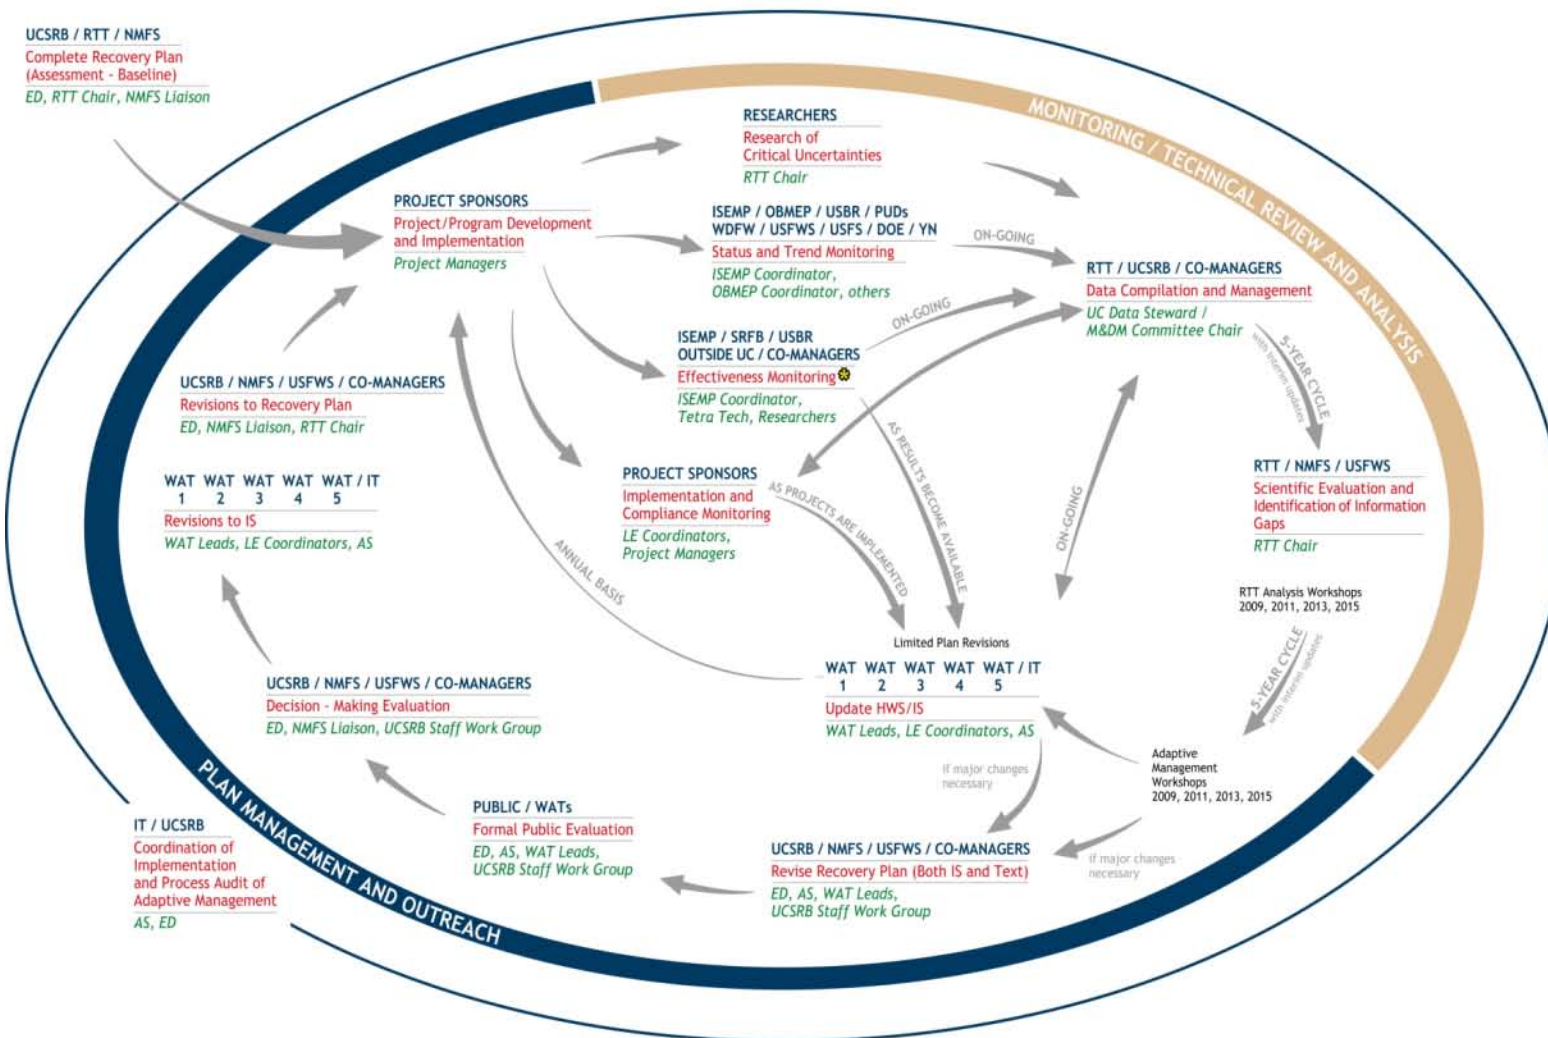 UCSRB / RTT / NMFS
Complete Recovery Plan
(Assessment - Baseline)
ED, RTT Chair, NMFS Liaison
MONITORING / TECHNICAL REVIEW AND ANALYSIS
RESEARCHERS
Research of
Critical Uncertainties
RTT Chair
PROJECT SPONSORS
Project/Program Development
and Implementation
Project Managers
ISEMP / OBMEP / USBR / PUDs
WDFW / USFWS / USFS / DOE / YN
Status and Trend Monitoring
ISEMP Coordinator,
OBMEP Coordinator, others
ON-GOING
RTT / UCSRB / CO-MANAGERS
Data Compilation and Management
UC Data Steward /
M&DM Committee Chair
ON-GOING
ISEMP / SRFB / USBR
OUTSIDE UC / CO-MANAGERS
Effectiveness Monitoring
ISEMP Coordinator,
Tetra Tech, Researchers
5-YEAR CYCLE
with interim updates
UCSRB / NMFS / USFWS / CO-MANAGERS
Revisions to Recovery Plan
ED, NMFS Liaison, RTT Chair
AS RESULTS BECOME AVAILABLE
RTT / NMFS / USFWS
Scientific Evaluation and
Identification of Information
Gaps
RTT Chair
WAT WAT WAT WAT WAT / IT
1 2 3 4 5
Revisions to IS
WAT Leads, LE Coordinators, AS
PROJECT SPONSORS
Implementation and
Compliance Monitoring
LE Coordinators,
Project Managers
AS PROJECTS ARE IMPLEMENTED
ON-GOING
ANNUAL BASIS
RTT Analysis Workshops
2009, 2011, 2013, 2015
5-YEAR CYCLE
with interim updates
Limited Plan Revisions
WAT WAT WAT WAT WAT / IT
1 2 3 4 5
Update HWS/IS
WAT Leads, LE Coordinators, AS
UCSRB / NMFS / USFWS / CO-MANAGERS
Decision - Making Evaluation
ED, NMFS Liaison, UCSRB Staff Work Group
Adaptive
Management
Workshops
2009, 2011, 2013, 2015
if major changes
necessary
PLAN MANAGEMENT AND OUTREACH
PUBLIC / WATs
Formal Public Evaluation
ED, AS, WAT Leads,
UCSRB Staff Work Group
UCSRB / NMFS / USFWS / CO-MANAGERS
Revise Recovery Plan (Both IS and Text)
ED, AS, WAT Leads,
UCSRB Staff Work Group
if major changes
necessary
IT / UCSRB
Coordination of
Implementation
and Process Audit of
Adaptive Management
AS, ED